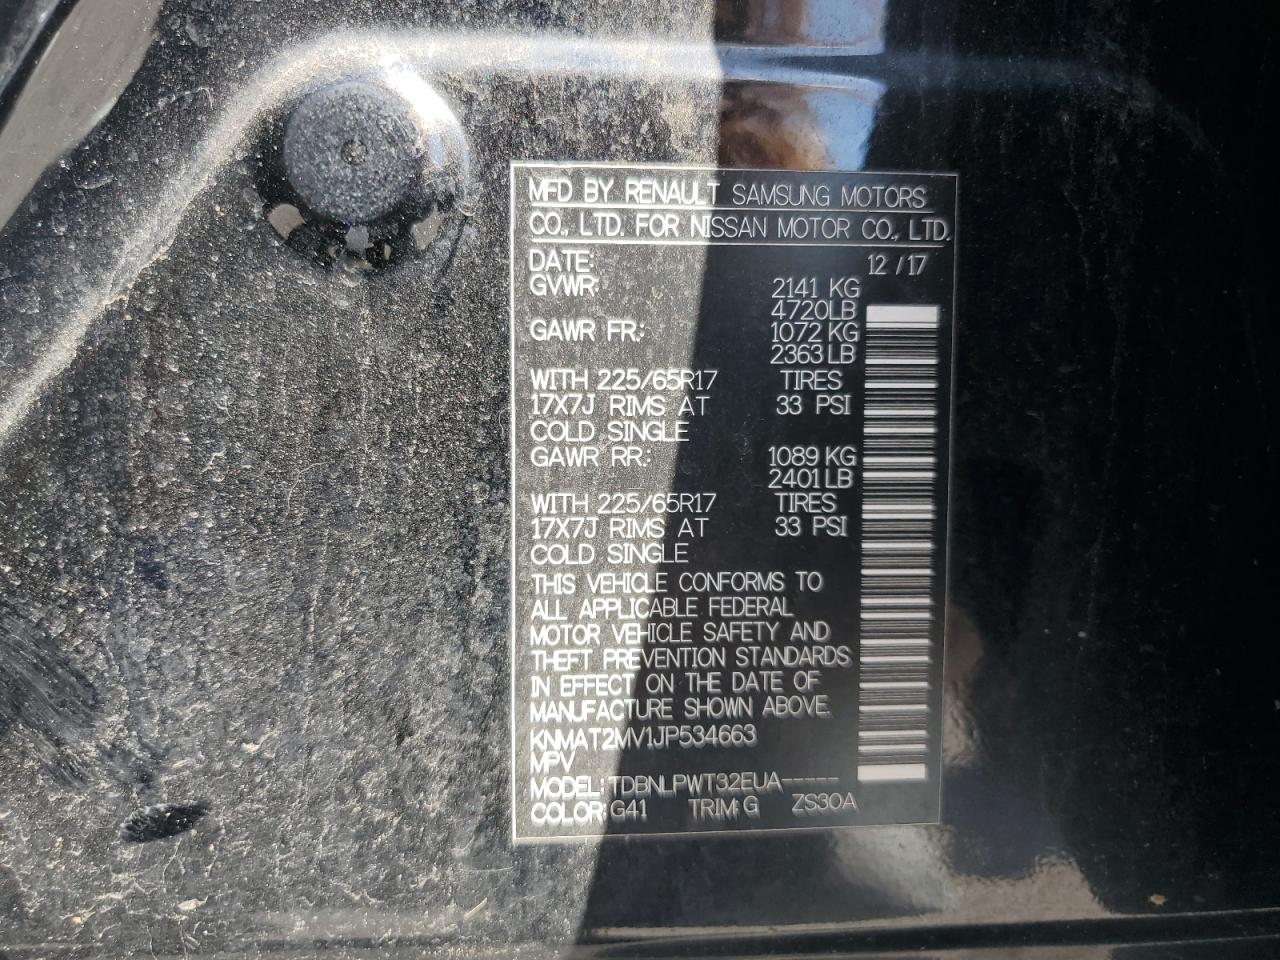 MFD BY RENAULT SAMSUNG MOTORS
CO., LTD. FOR NISSAN MOTOR CO., LTD.
DATE: 12 /17
GVWR: 2141 KG
4720LB
GAWR FR: 1072 KG
2363LB
WITH 225/65R17 TIRES
17X7J RIMS AT 33 PSI
COLD SINGLE
GAWR RR: 1089 KG
2401LB
WITH 225/65R17 TIRES
17X7J RIMS AT 33 PSI
COLD SINGLE
THIS VEHICLE CONFORMS TO
ALL APPLICABLE FEDERAL
MOTOR VEHICLE SAFETY AND
THEFT PREVENTION STANDARDS
IN EFFECT ON THE DATE OF
MANUFACTURE SHOWN ABOVE.
KNMAT2MV1JP534663
MPV
MODEL: TDBNLPWT32EUA-----
COLOR: G41 TRIM: G ZS30A